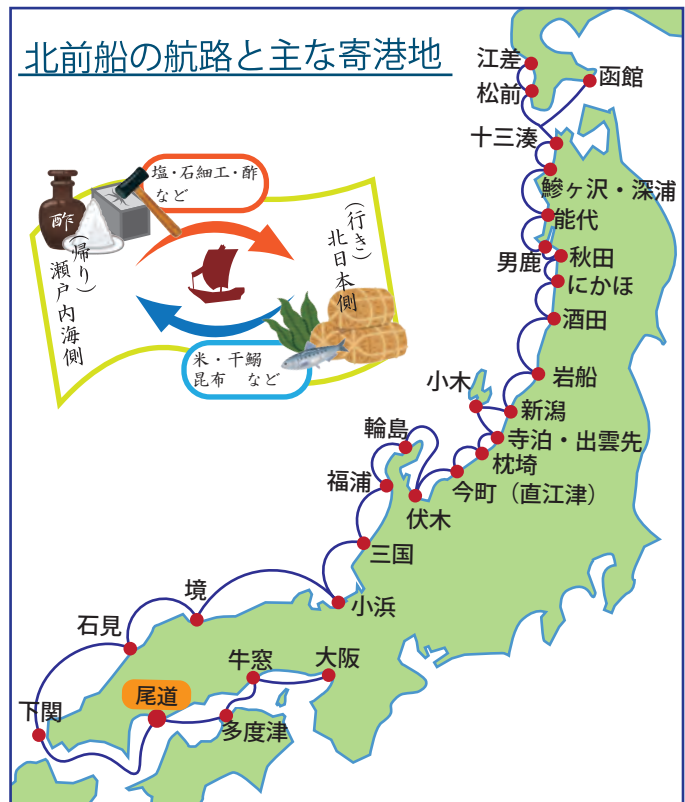 北前船の航路と主な寄港地
塩・石細工・酢
など
酢
(帰り)
瀬戸内海側
(行き)
北日本側
米・干鰯
昆布　など
江差
函館
松前
十三湊
鰺ヶ沢・深浦
能代
男鹿
秋田
にかほ
酒田
岩船
小木
新潟
寺泊・出雲先
枕埼
今町（直江津）
輪島
福浦
伏木
三国
小浜
境
石見
下関
尾道
牛窓
大阪
多度津